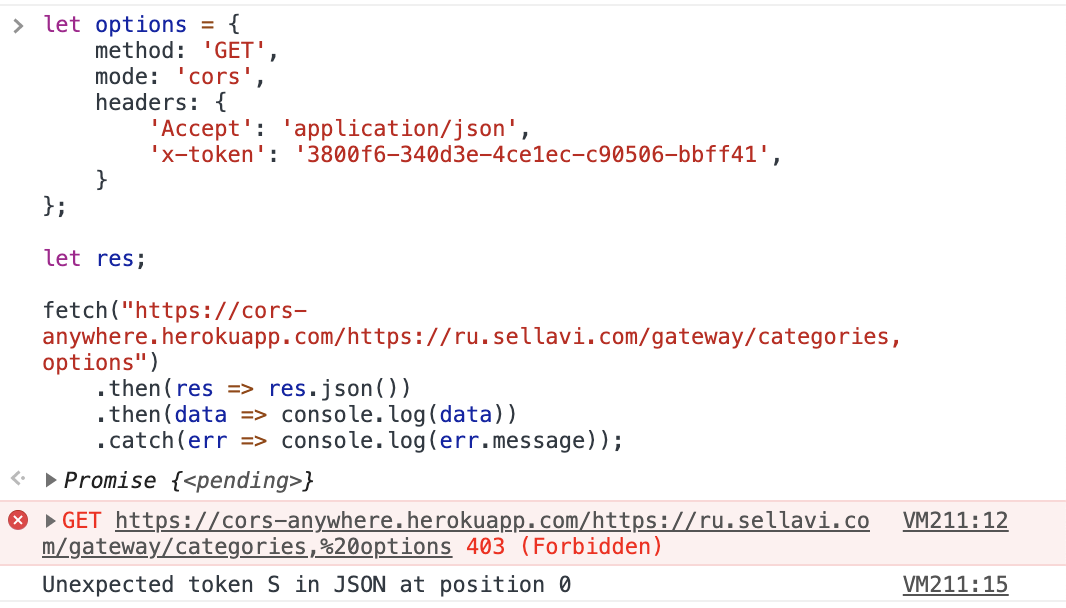 let options = {
method: 'GET',
mode: 'cors',
headers: {
'Accept': 'application/json',
'x-token': '3800f6-340d3e-4ce1ec-c90506-bbff41',
}
};
let res;
fetch("https://cors-
anywhere.herokuapp.com/https://ru.sellavi.com/gateway/categories,
options")
.then(res => res.json())
.then(data => console.log(data))
.catch(err => console.log(err.message));
Promise {<pending>}
GET https://cors-anywhere.herokuapp.com/https://ru.sellavi.co VM211:12
m/gateway/categories,%20options 403 (Forbidden)
Unexpected token S in JSON at position 0 VM211:15